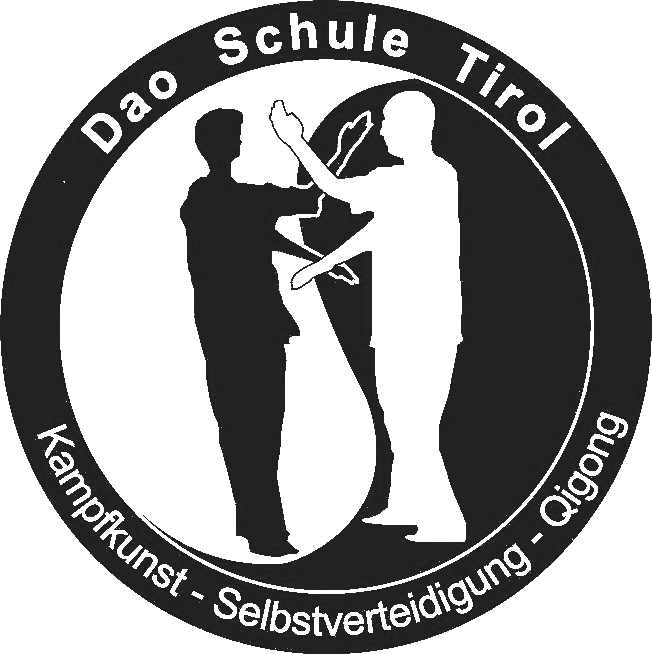 Dao Schule Tirol
Kampfkunst - Selbstverteidigung - Qigong